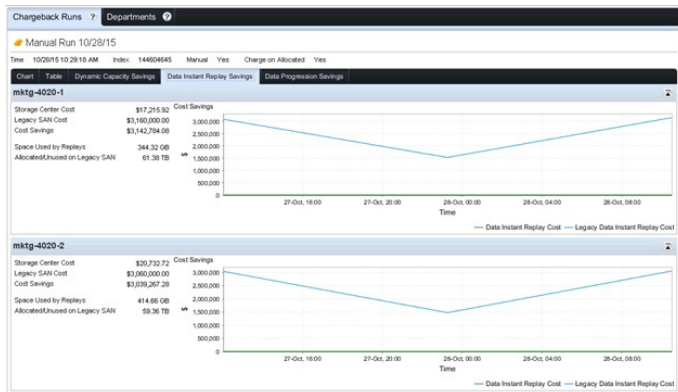 Chargeback Runs ? Departments ?
Manual Run 10/28/15
Time 10/28/15 10:29:18 AM Index 144604645 Manual Yes Charge on Allocated Yes
Chart Table Dynamic Capacity Savings Data Instant Replay Savings Data Progression Savings
mktg-4020-1
Storage Center Cost $17,215.92
Legacy SAN Cost $3,160,000.00
Cost Savings $3,142,784.08
Space Used by Replays 344.32 GB
Allocated/Unused on Legacy SAN 61.38 TB
Cost Savings
3,000,000
2,500,000
2,000,000
$
1,500,000
1,000,000
500,000
0
27-Oct, 16:00 27-Oct, 20:00 28-Oct, 00:00 28-Oct, 04:00 28-Oct, 08:00
Time
Data Instant Replay Cost Legacy Data Instant Replay Cost
mktg-4020-2
Storage Center Cost $20,732.72
Legacy SAN Cost $3,060,000.00
Cost Savings $3,039,267.28
Space Used by Replays 414.66 GB
Allocated/Unused on Legacy SAN 59.36 TB
Cost Savings
3,000,000
2,500,000
2,000,000
$
1,500,000
1,000,000
500,000
0
27-Oct, 16:00 27-Oct, 20:00 28-Oct, 00:00 28-Oct, 04:00 28-Oct, 08:00
Time
Data Instant Replay Cost Legacy Data Instant Replay Cost